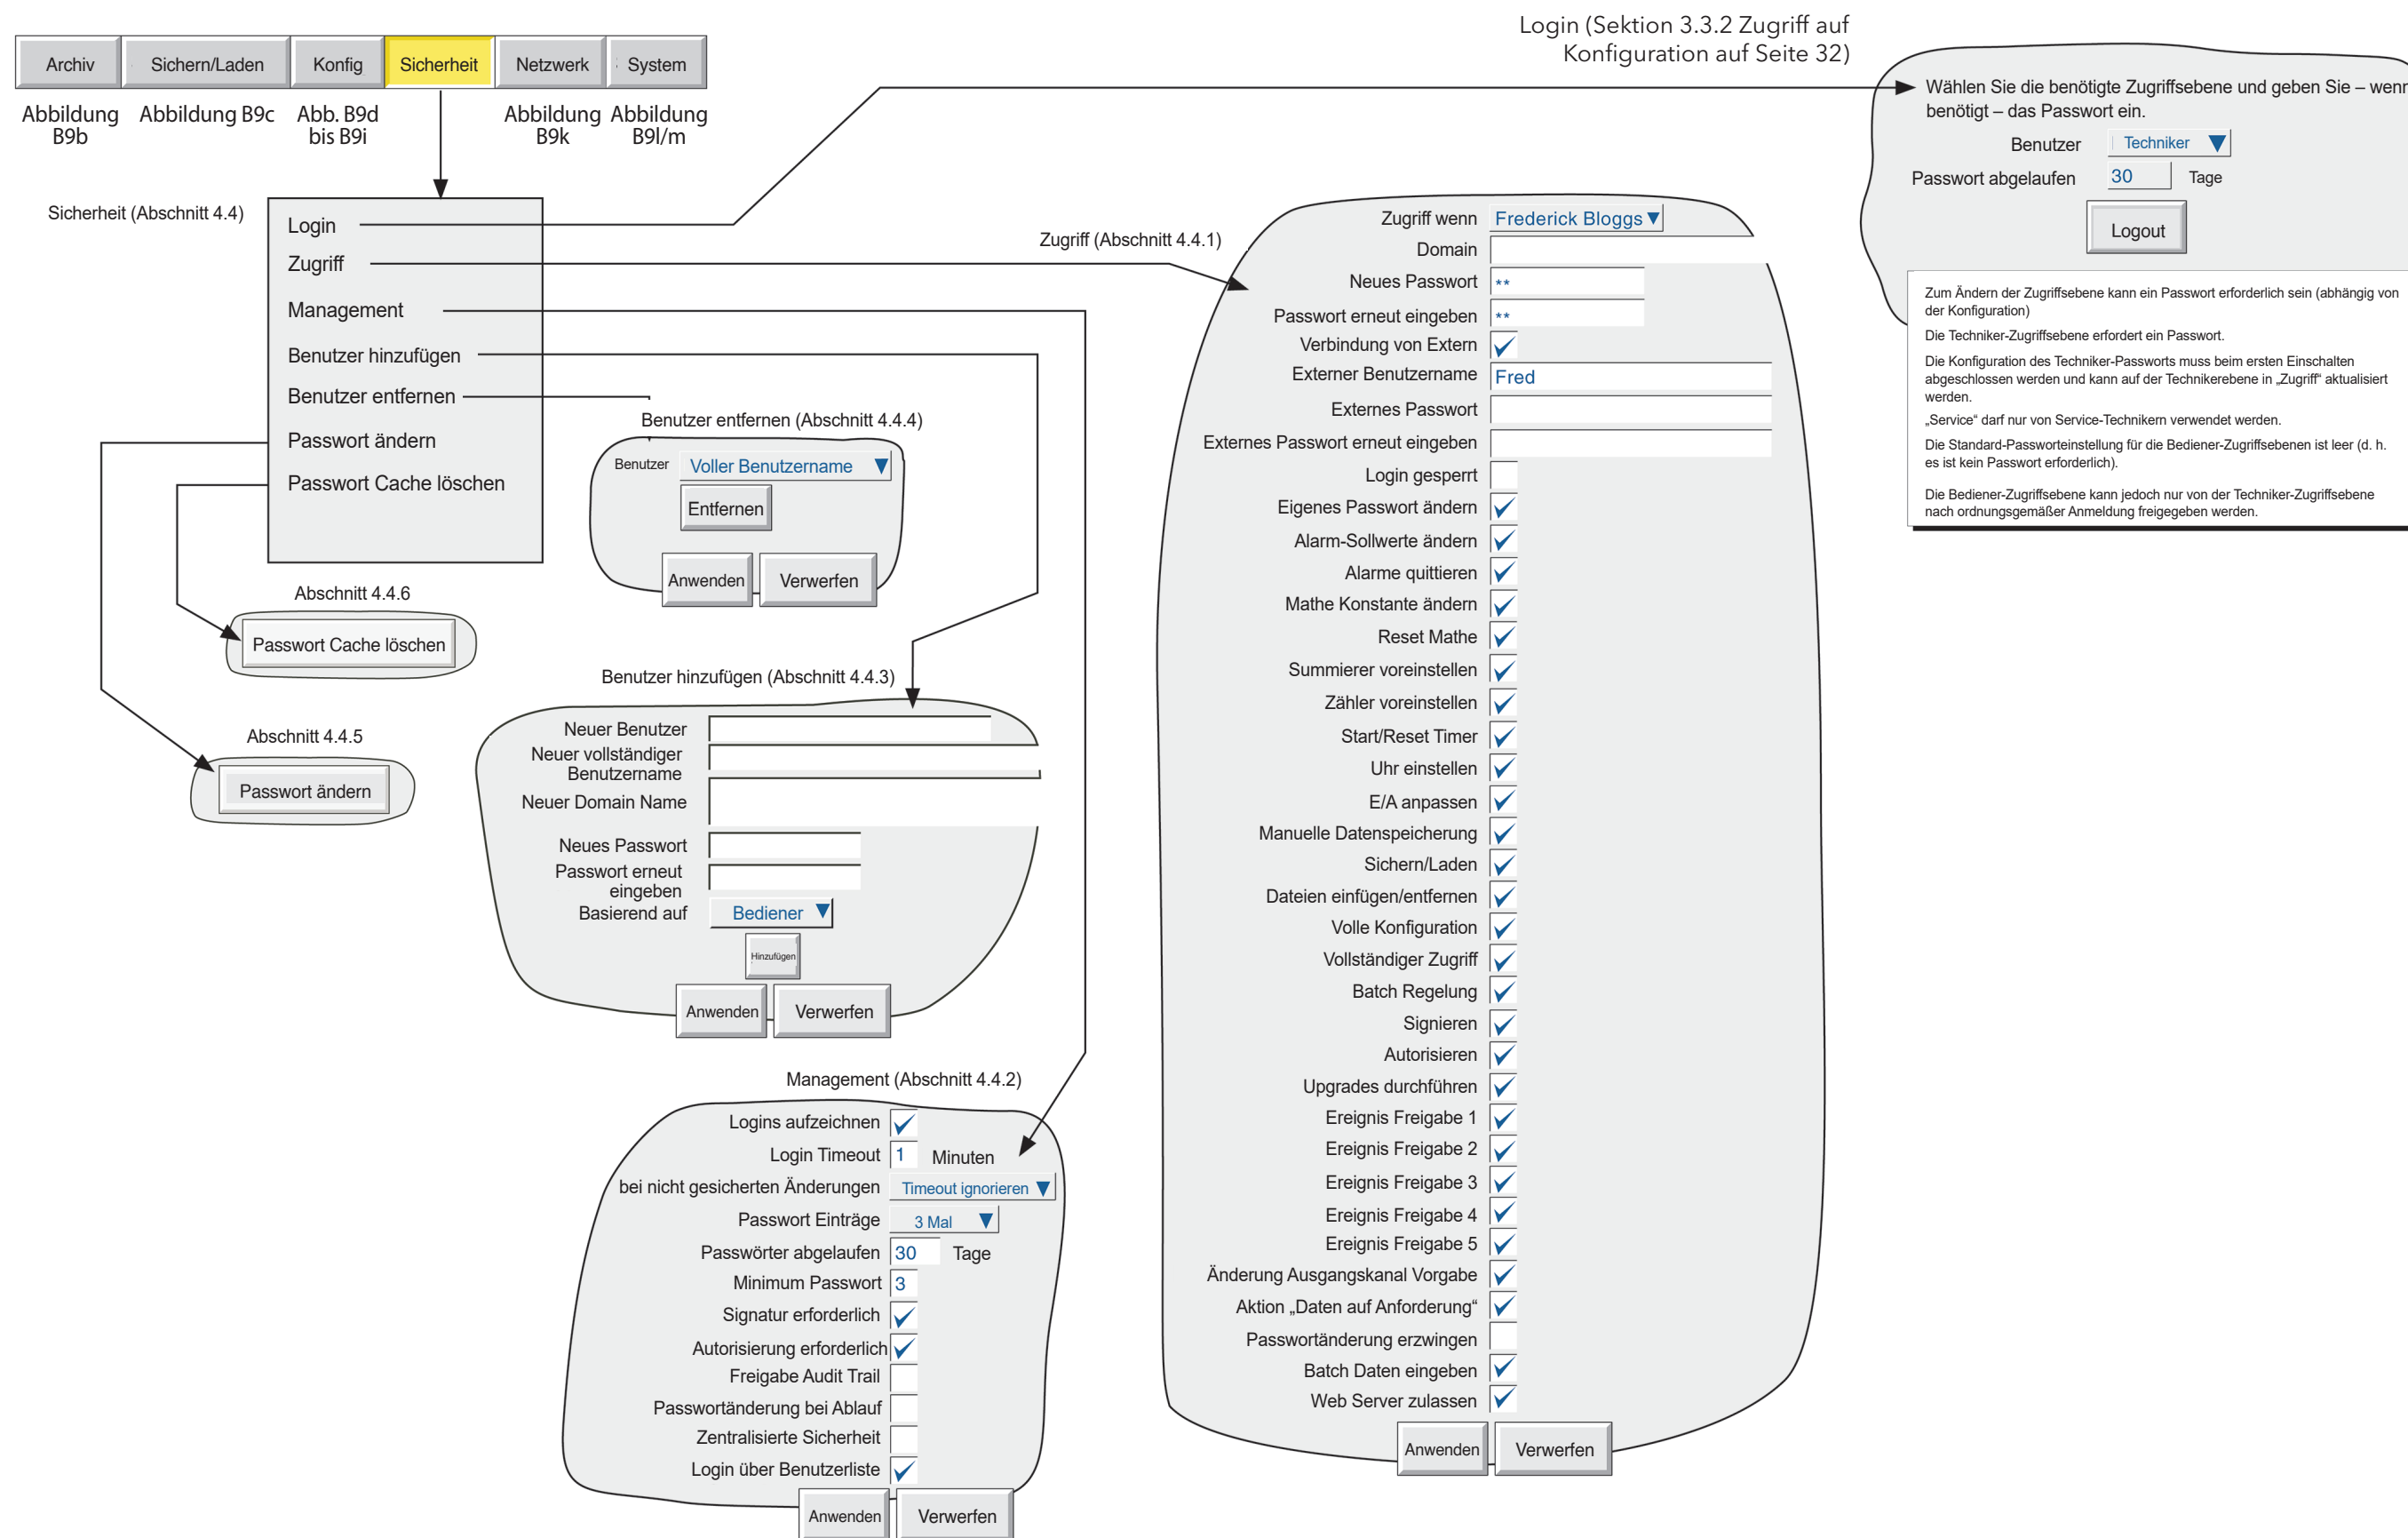 Login (Sektion 3.3.2 Zugriff auf
Konfiguration auf Seite 32)
Archiv
Sichern/Laden
Konfig
Sicherheit
Netzwerk
System
Abbildung
B9b
Abbildung B9c
Abb. B9d
bis B9i
Abbildung
B9k
Abbildung
B9l/m
Sicherheit (Abschnitt 4.4)
Login
Zugriff
Management
Benutzer hinzufügen
Benutzer entfernen
Passwort ändern
Passwort Cache löschen
Wählen Sie die benötigte Zugriffsebene und geben Sie – wenn
benötigt – das Passwort ein.
Benutzer Techniker
Passwort abgelaufen 30 Tage
Logout
Zum Ändern der Zugriffsebene kann ein Passwort erforderlich sein (abhängig von
der Konfiguration)
Die Techniker-Zugriffsebene erfordert ein Passwort.
Die Konfiguration des Techniker-Passworts muss beim ersten Einschalten
abgeschlossen werden und kann auf der Technikerebene in „Zugriff“ aktualisiert
werden.
„Service“ darf nur von Service-Technikern verwendet werden.
Die Standard-Passworteinstellung für die Bediener-Zugriffsebenen ist leer (d. h.
es ist kein Passwort erforderlich).
Die Bediener-Zugriffsebene kann jedoch nur von der Techniker-Zugriffsebene
nach ordnungsgemäßer Anmeldung freigegeben werden.
Zugriff (Abschnitt 4.4.1)
Zugriff wenn Frederick Bloggs
Domain
Neues Passwort **
Passwort erneut eingeben **
Verbindung von Extern
Externer Benutzername Fred
Externes Passwort
Externes Passwort erneut eingeben
Login gesperrt
Eigenes Passwort ändern
Alarm-Sollwerte ändern
Alarme quittieren
Mathe Konstante ändern
Reset Mathe
Summierer voreinstellen
Zähler voreinstellen
Start/Reset Timer
Uhr einstellen
E/A anpassen
Manuelle Datenspeicherung
Sichern/Laden
Dateien einfügen/entfernen
Volle Konfiguration
Vollständiger Zugriff
Batch Regelung
Signieren
Autorisieren
Upgrades durchführen
Ereignis Freigabe 1
Ereignis Freigabe 2
Ereignis Freigabe 3
Ereignis Freigabe 4
Ereignis Freigabe 5
Änderung Ausgangskanal Vorgabe
Aktion „Daten auf Anforderung“
Passwortänderung erzwingen
Batch Daten eingeben
Web Server zulassen
Anwenden
Verwerfen
Benutzer entfernen (Abschnitt 4.4.4)
Benutzer Voller Benutzername
Entfernen
Anwenden
Verwerfen
Abschnitt 4.4.6
Passwort Cache löschen
Abschnitt 4.4.5
Passwort ändern
Benutzer hinzufügen (Abschnitt 4.4.3)
Neuer Benutzer
Neuer vollständiger
Benutzername
Neuer Domain Name
Neues Passwort
Passwort erneut
eingeben
Basierend auf Bediener
Hinzufügen
Anwenden
Verwerfen
Management (Abschnitt 4.4.2)
Logins aufzeichnen
Login Timeout 1 Minuten
bei nicht gesicherten Änderungen Timeout ignorieren
Passwort Einträge 3 Mal
Passwörter abgelaufen 30 Tage
Minimum Passwort 3
Signatur erforderlich
Autorisierung erforderlich
Freigabe Audit Trail
Passwortänderung bei Ablauf
Zentralisierte Sicherheit
Login über Benutzerliste
Anwenden
Verwerfen